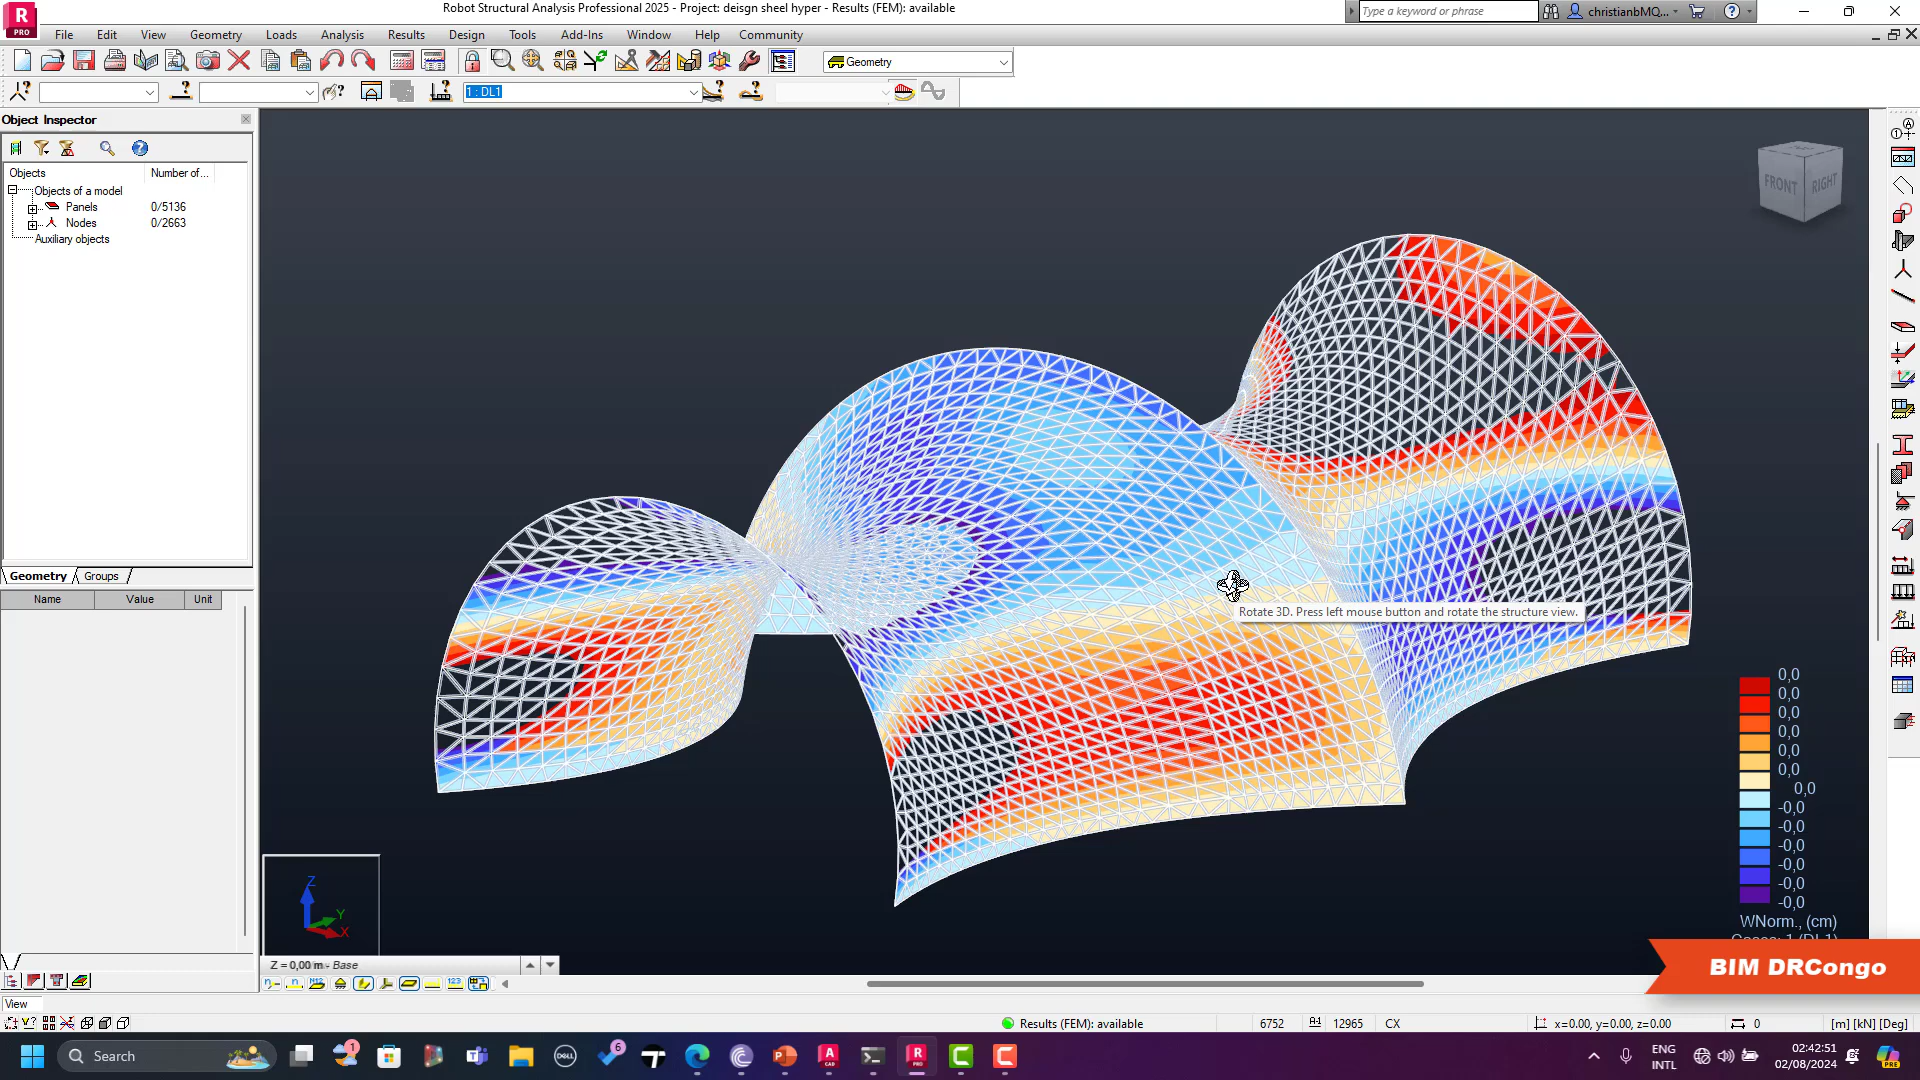 R
PRO
Robot Structural Analysis Professional 2025 - Project: deisgn sheel hyper - Results (FEM): available
Type a keyword or phrase
christianbMQ...
File Edit View Geometry Loads Analysis Results Design Tools Add-Ins Window Help Community
Geometry
1 : DL1
Object Inspector
Objects Number of...
Objects of a model
Panels 0/5136
Nodes 0/2663
Auxiliary objects
Geometry Groups
Name Value Unit
FRONT RIGHT
Rotate 3D. Press left mouse button and rotate the structure view.
0,0
0,0
0,0
0,0
0,0
0,0
0,0
-0,0
-0,0
-0,0
-0,0
-0,0
-0,0
WNorm., (cm)
Cases: 1 (DL1)
Z
Y
X
Z = 0,00 m - Base
BIM DRCongo
View
Results (FEM): available 6752 12965 CX x=0.00, y=0.00, z=0.00 0 [m] [kN] [Deg]
Search
1
6
ENG
INTL
02:42:51
02/08/2024